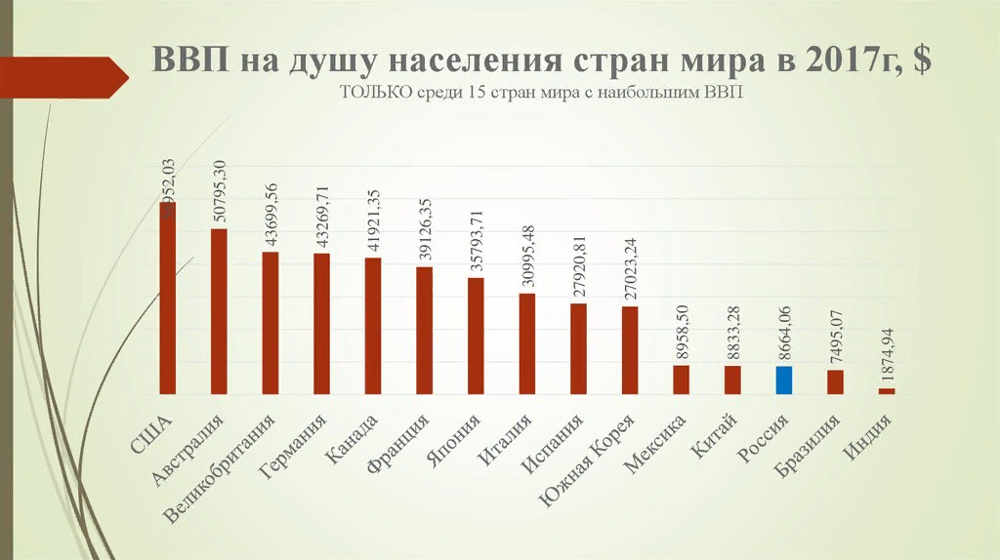 ВВП на душу населения стран мира в 2017г, $
ТОЛЬКО среди 15 стран мира с наибольшим ВВП
50795,30
43699,56
43269,71
41921,35
39126,35
35793,71
30995,48
27920,81
27023,24
8958,50
8833,28
8664,06
7495,07
1874,94
США
Австралия
Великобритания
Германия
Канада
Франция
Япония
Италия
Испания
Южная Корея
Мексика
Китай
Россия
Бразилия
Индия